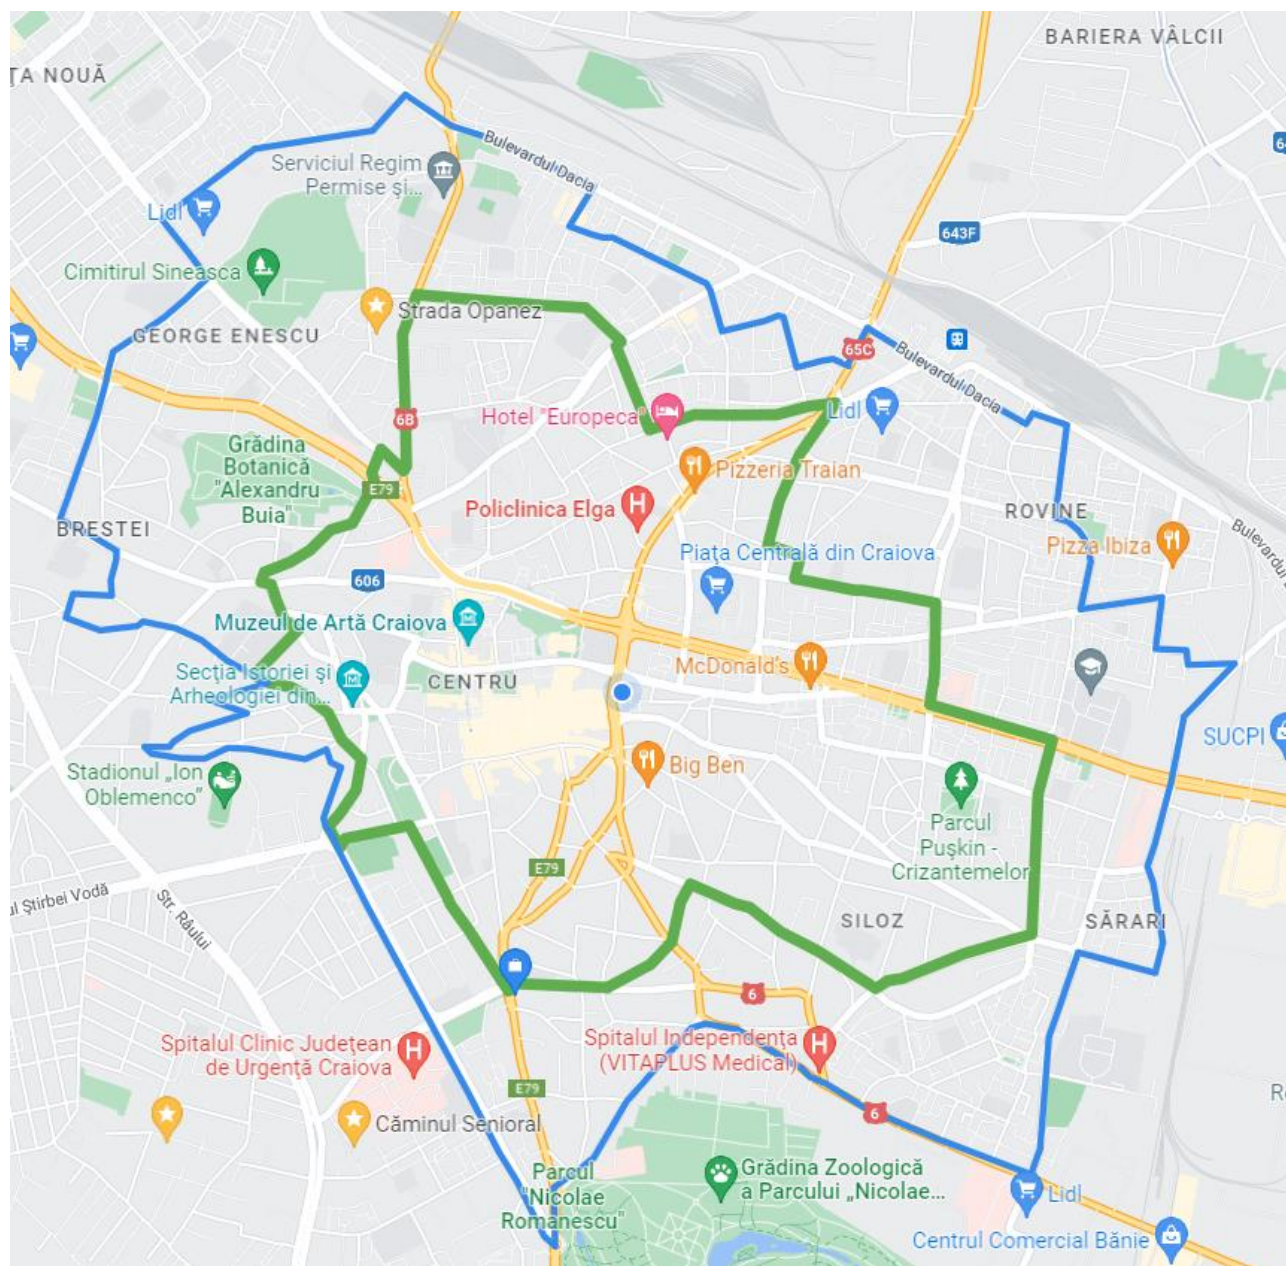 BARIERA VÂLCII
ȚA NOUĂ
Bulevardul Dacia
Serviciul Regim
Permise și...
Lidl
643F
64
Cimitirul Sineasca
Strada Opanez
GEORGE ENESCU
65C
Bulevardul Dacia
6B
Hotel "Europeca"
Lidl
Grădina
Botanică
"Alexandru
Buia"
Pizzeria Traian
E79
Policlinica Elga
ROVINE
BRESTEI
Pizza Ibiza
Bulevardul
Piața Centrală din Craiova
606
Muzeul de Artă Craiova
McDonald's
Secția Istoriei și
Arheologiei din...
CENTRU
SUCPI
Stadionul „Ion
Oblemenco”
Big Ben
Parcul
Pușkin -
Crizantemelor
E79
ul Știrbei Vodă
Str. Râului
SILOZ
SĂRARI
6
Spitalul Clinic Județean
de Urgență Craiova
Spitalul Independența
(VITAPLUS Medical)
E79
6
Căminul Senioral
Parcul
"Nicolae
Romanescu"
Grădina Zoologică
a Parcului „Nicolae...
Lidl
Centrul Comercial Bănie